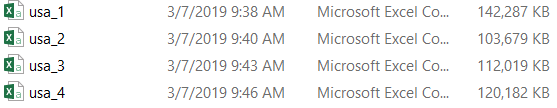 usa_1 3/7/2019 9:38 AM Microsoft Excel Co... 142,287 KB
usa_2 3/7/2019 9:40 AM Microsoft Excel Co... 103,679 KB
usa_3 3/7/2019 9:43 AM Microsoft Excel Co... 112,019 KB
usa_4 3/7/2019 9:46 AM Microsoft Excel Co... 120,182 KB